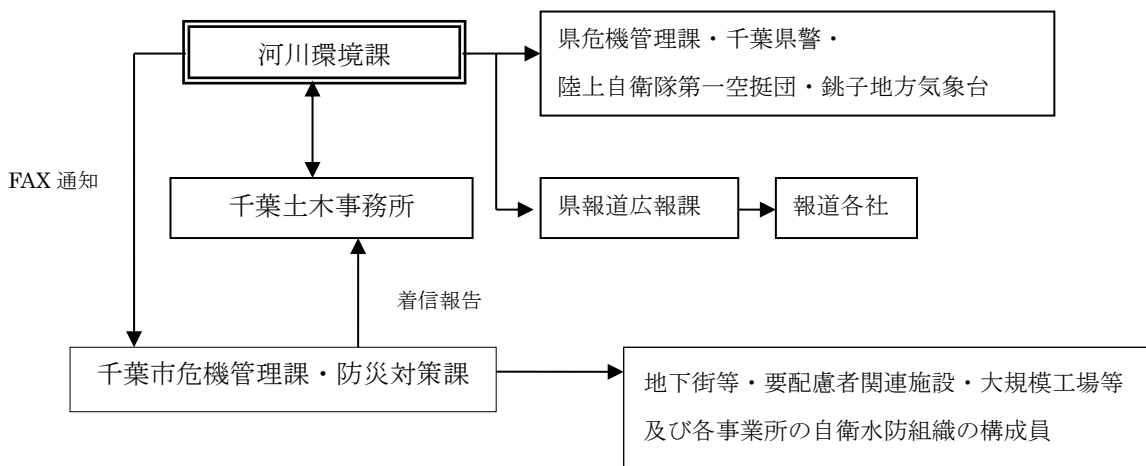 河川環境課
県危機管理課・千葉県警・
陸上自衛隊第一空挺団・銚子地方気象台
FAX 通知
千葉土木事務所
県報道広報課
報道各社
着信報告
千葉市危機管理課・防災対策課
地下街等・要配慮者関連施設・大規模工場等
及び各事業所の自衛水防組織の構成員